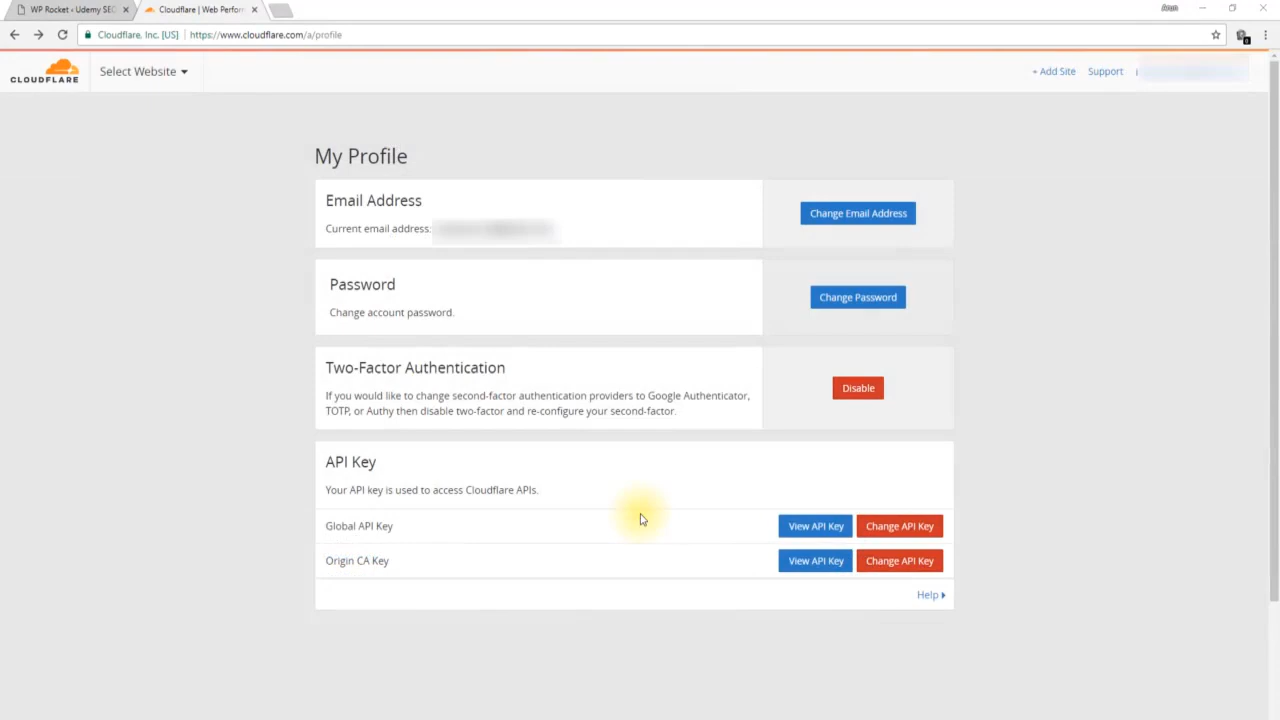 WP Rocket ‹ Udemy SEO
Cloudflare | Web Perform
Arun
Cloudflare, Inc. [US] https://www.cloudflare.com/a/profile
CLOUDFLARE
Select Website
+ Add Site
Support
My Profile
Email Address
Current email address:
Change Email Address
Password
Change account password.
Change Password
Two-Factor Authentication
If you would like to change second-factor authentication providers to Google Authenticator,
TOTP, or Authy then disable two-factor and re-configure your second-factor.
Disable
API Key
Your API key is used to access Cloudflare APIs.
Global API Key
View API Key
Change API Key
Origin CA Key
View API Key
Change API Key
Help